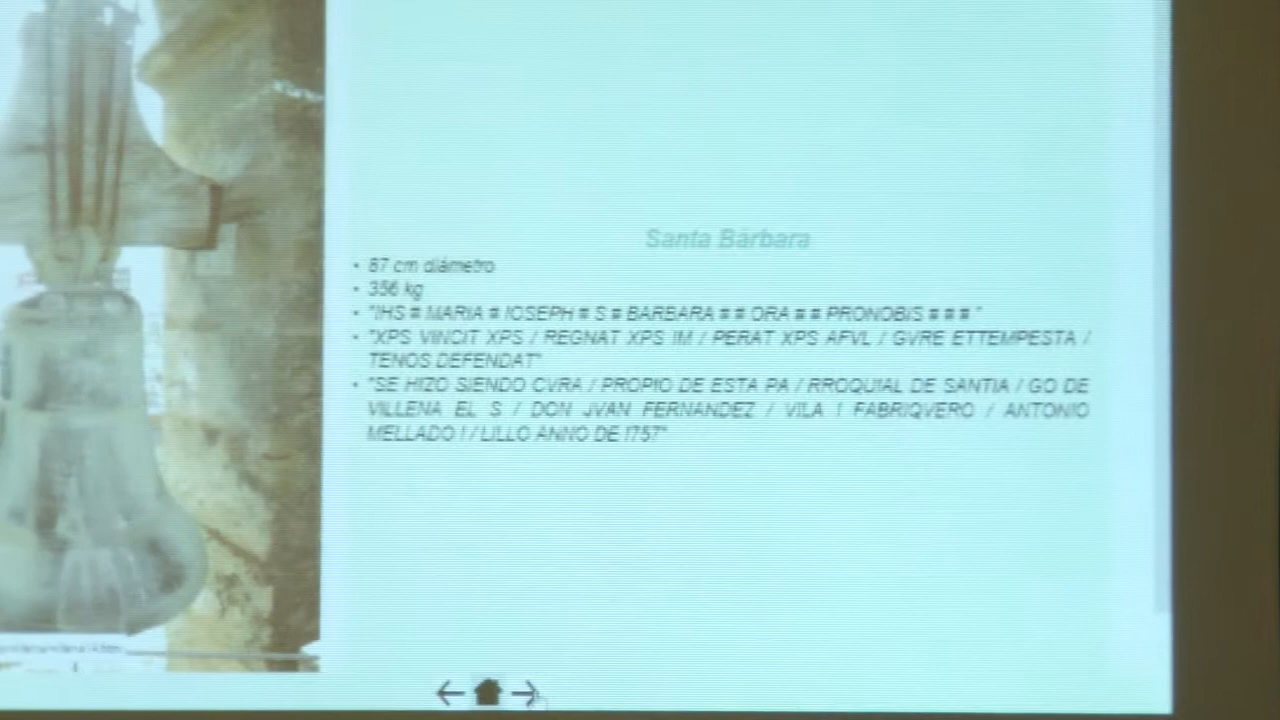 Santa Bárbara
• 87 cm diámetro
• 356 kg
• "IHS # MARIA # IOSEPH # S # BARBARA # # ORA # # PRONOBIS # # # "
• "XPS VINCIT XPS / REGNAT XPS IM / PERAT XPS AFVL / GVRE ETTEMPESTA /
TENOS DEFENDAT"
• "SE HIZO SIENDO CVRA / PROPIO DE ESTA PA / RROQUIAL DE SANTIA / GO DE
VILLENA EL S / DON JVAN FERNANDEZ / VILA ! FABRIQVERO / ANTONIO
MELLADO ! / LILLO ANNO DE 1757"